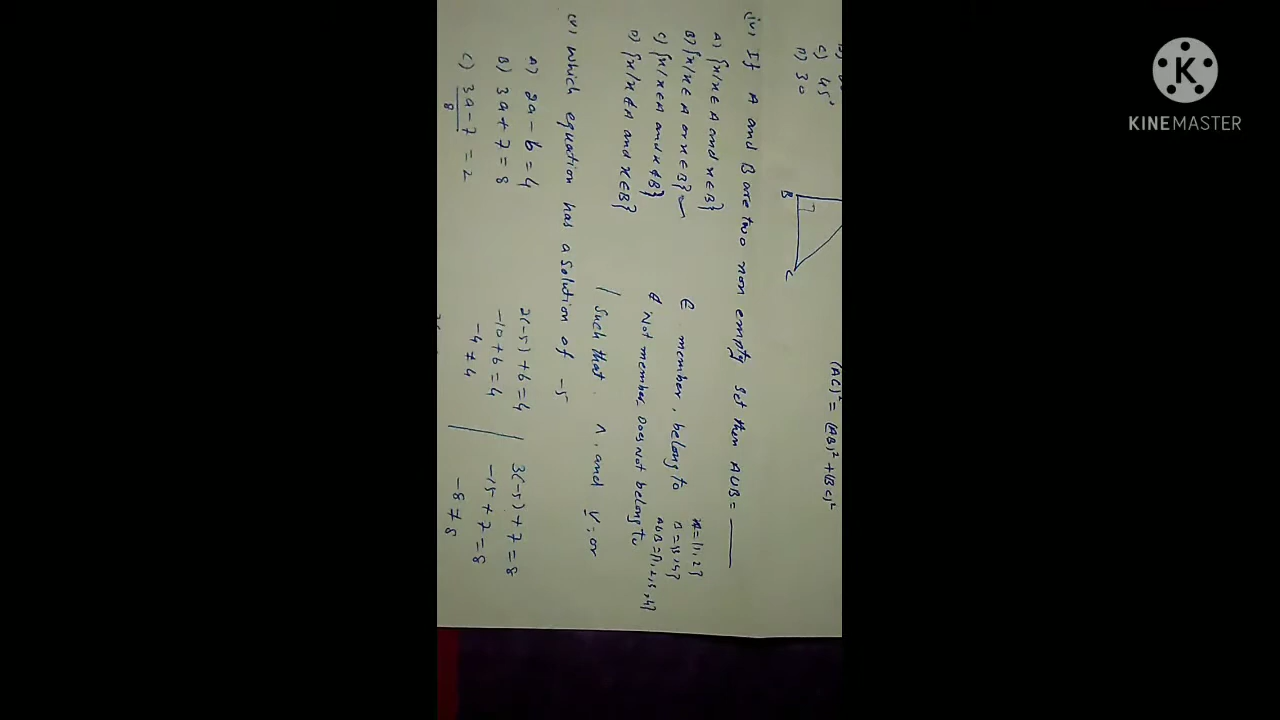 C) 45°
D) 30
B
C
(AC)² = (AB)² + (BC)²
(iv) If A and B are two non empty set then AUB = ______
A) {x/x ∈ A and x ∈ B}
B) {x/x ∈ A or x ∈ B}
C) {x/x ∈ A and x ∉ B}
D) {x/x ∉ A and x ∈ B}
∈ member, belong to
∉ Not member Does Not belong to
/ Such that . ∧, and V, or
A={1,2}
B={3,4}
AUB={1,2,3,4}
(v) Which equation has a solution of -5
A) 2a - 6 = 4
B) 3a + 7 = 8
C) 3a - 7 = 2
8
2(-5) + 6 = 4
-10 + 6 = 4
-4 ≠ 4
3(-5) + 7 = 8
-15 + 7 = 8
-8 ≠ 8
K
KINEMASTER